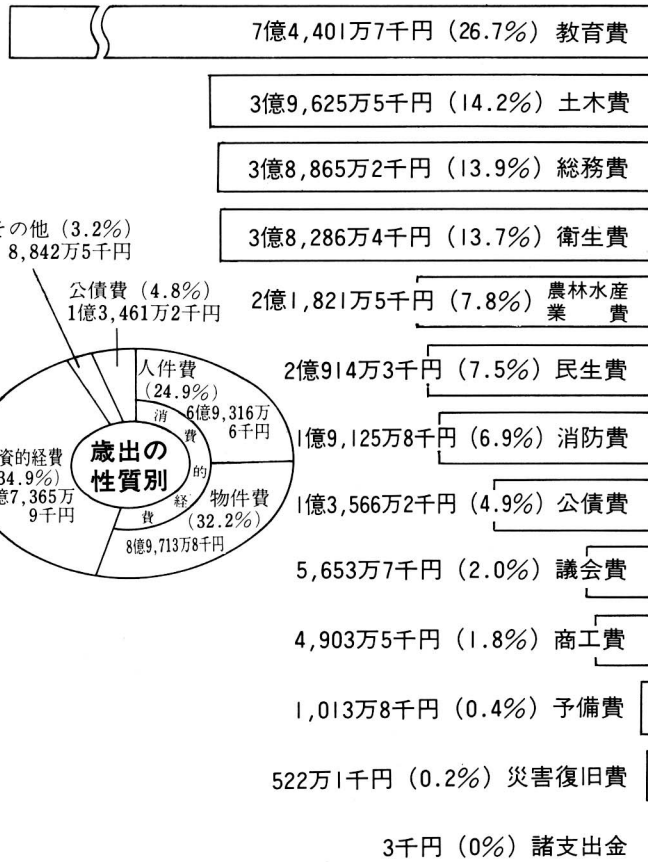 7億4,401万7千円（26.7%）教育費
3億9,625万5千円（14.2%）土木費
3億8,865万2千円（13.9%）総務費
3億8,286万4千円（13.7%）衛生費
2億1,821万5千円（7.8%）農林水産
業　費
2億914万3千円（7.5%）民生費
1億9,125万8千円（6.9%）消防費
1億3,566万2千円（4.9%）公債費
5,653万7千円（2.0%）議会費
4,903万5千円（1.8%）商工費
1,013万8千円（0.4%）予備費
522万1千円（0.2%）災害復旧費
3千円（0%）諸支出金
その他（3.2%）
8,842万5千円
公債費（4.8%）
1億3,461万2千円
人件費
（24.9%）
6億9,316万
6千円
消費的経費
歳出の
性質別
資的経費
34.9%）
億7,365万
9千円
物件費
（32.2%）
8億9,713万8千円